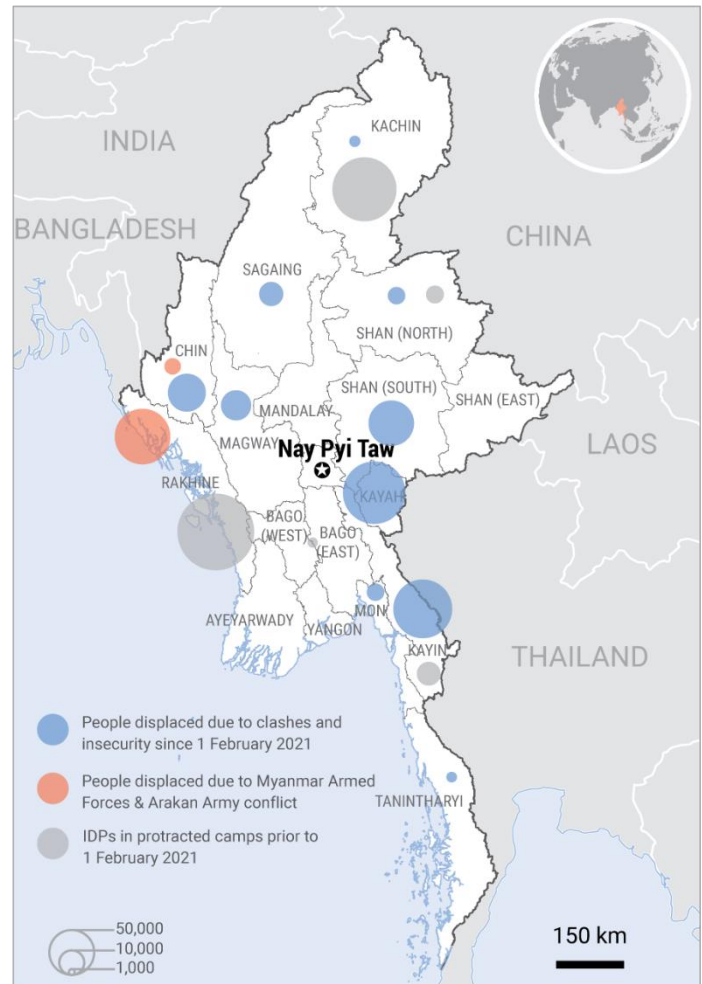 KACHIN
INDIA
BANGLADESH
CHINA
SAGAING
SHAN (NORTH)
CHIN
SHAN (SOUTH)
SHAN (EAST)
MANDALAY
MAGWAY
Nay Pyi Taw
LAOS
RAKHINE
KAYAH
BAGO
(WEST)
BAGO
(EAST)
MON
AYEYARWADY
YANGON
KAYIN
THAILAND
People displaced due to clashes and
insecurity since 1 February 2021
People displaced due to Myanmar Armed
Forces & Arakan Army conflict
TANINTHARYI
IDPs in protracted camps prior to
1 February 2021
50,000
10,000
1,000
150 km